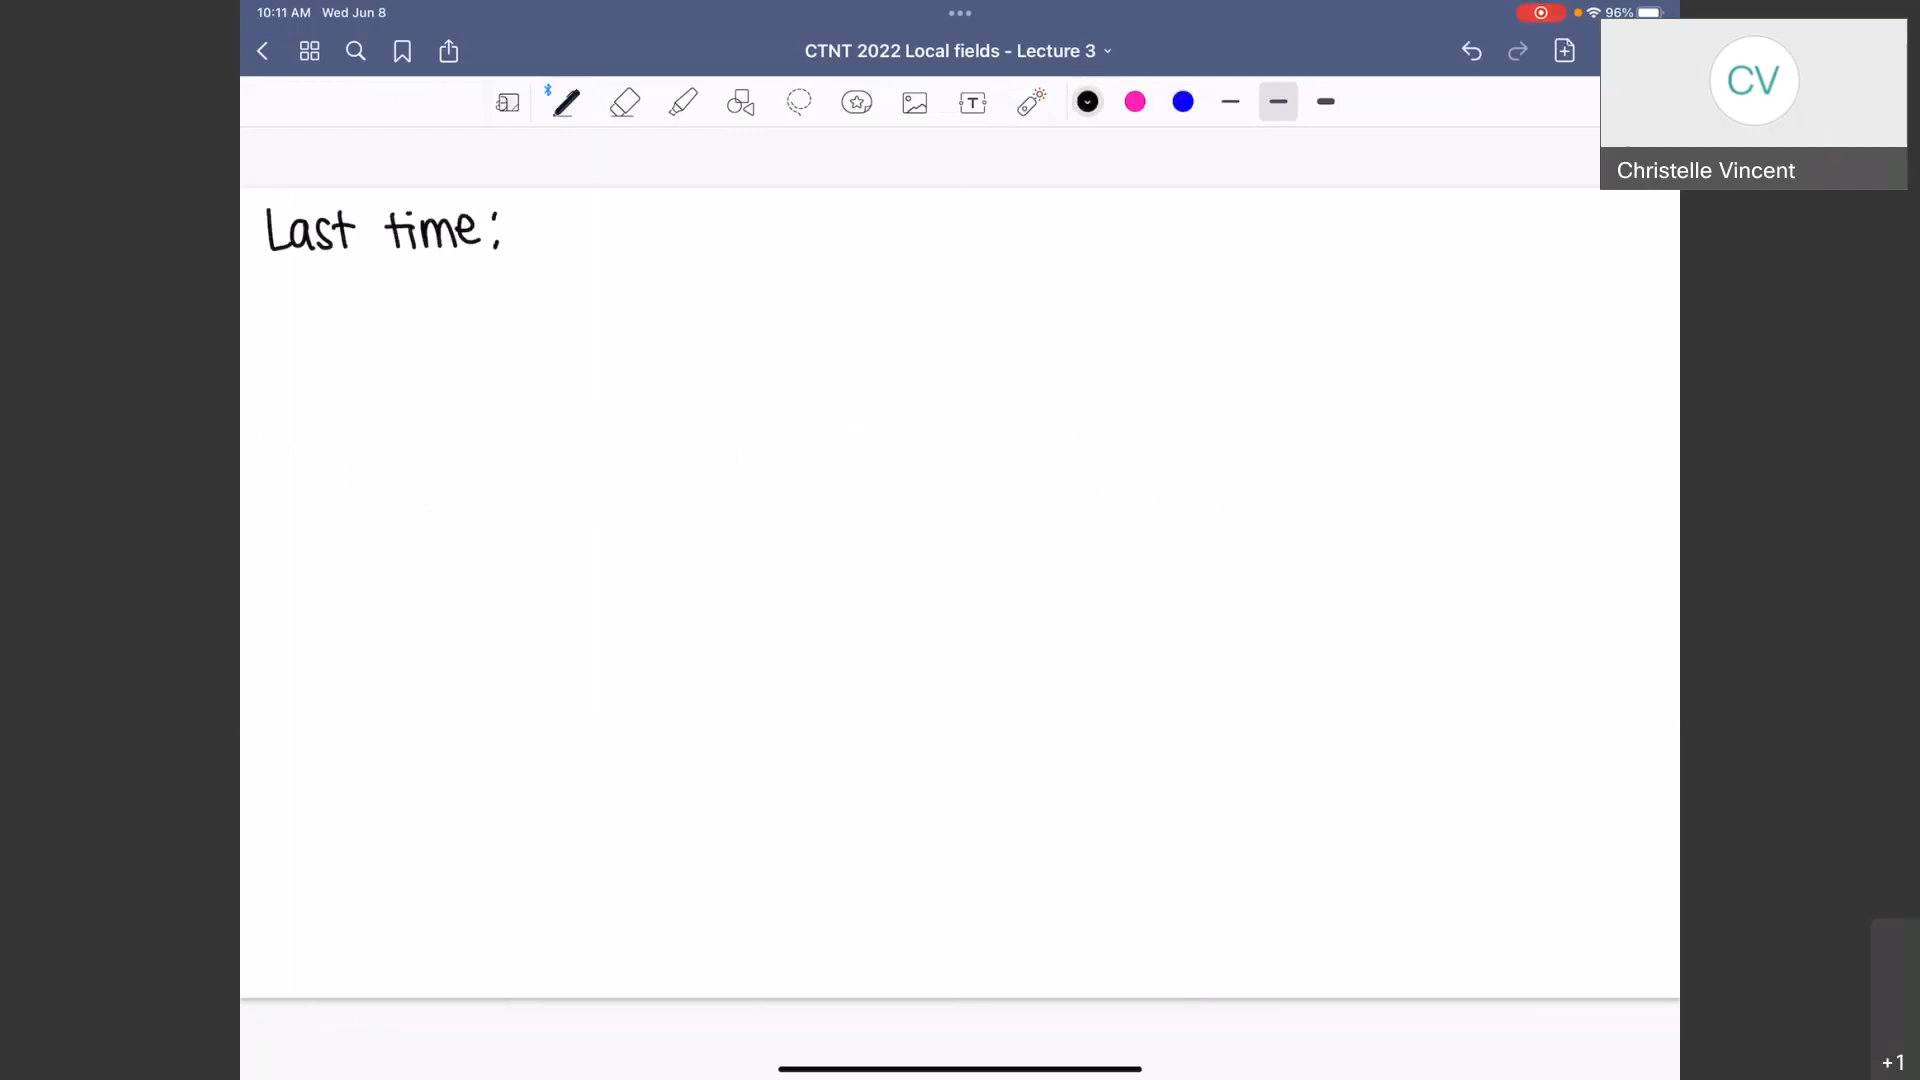 10:11 AM Wed Jun 8
96%
CTNT 2022 Local fields - Lecture 3
T
CV
Christelle Vincent
Last time:
+1